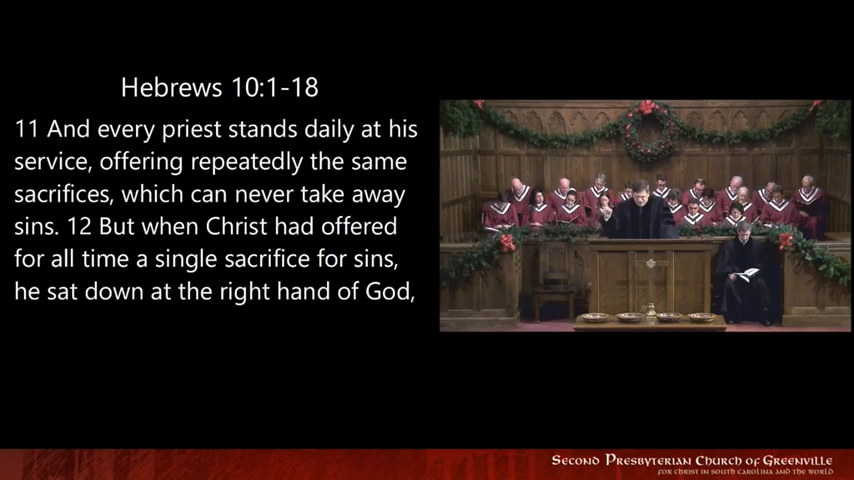 Hebrews 10:1-18
11 And every priest stands daily at his
service, offering repeatedly the same
sacrifices, which can never take away
sins. 12 But when Christ had offered
for all time a single sacrifice for sins,
he sat down at the right hand of God,
Second Presbyterian Church of Greenville
for Christ in South Carolina and the world